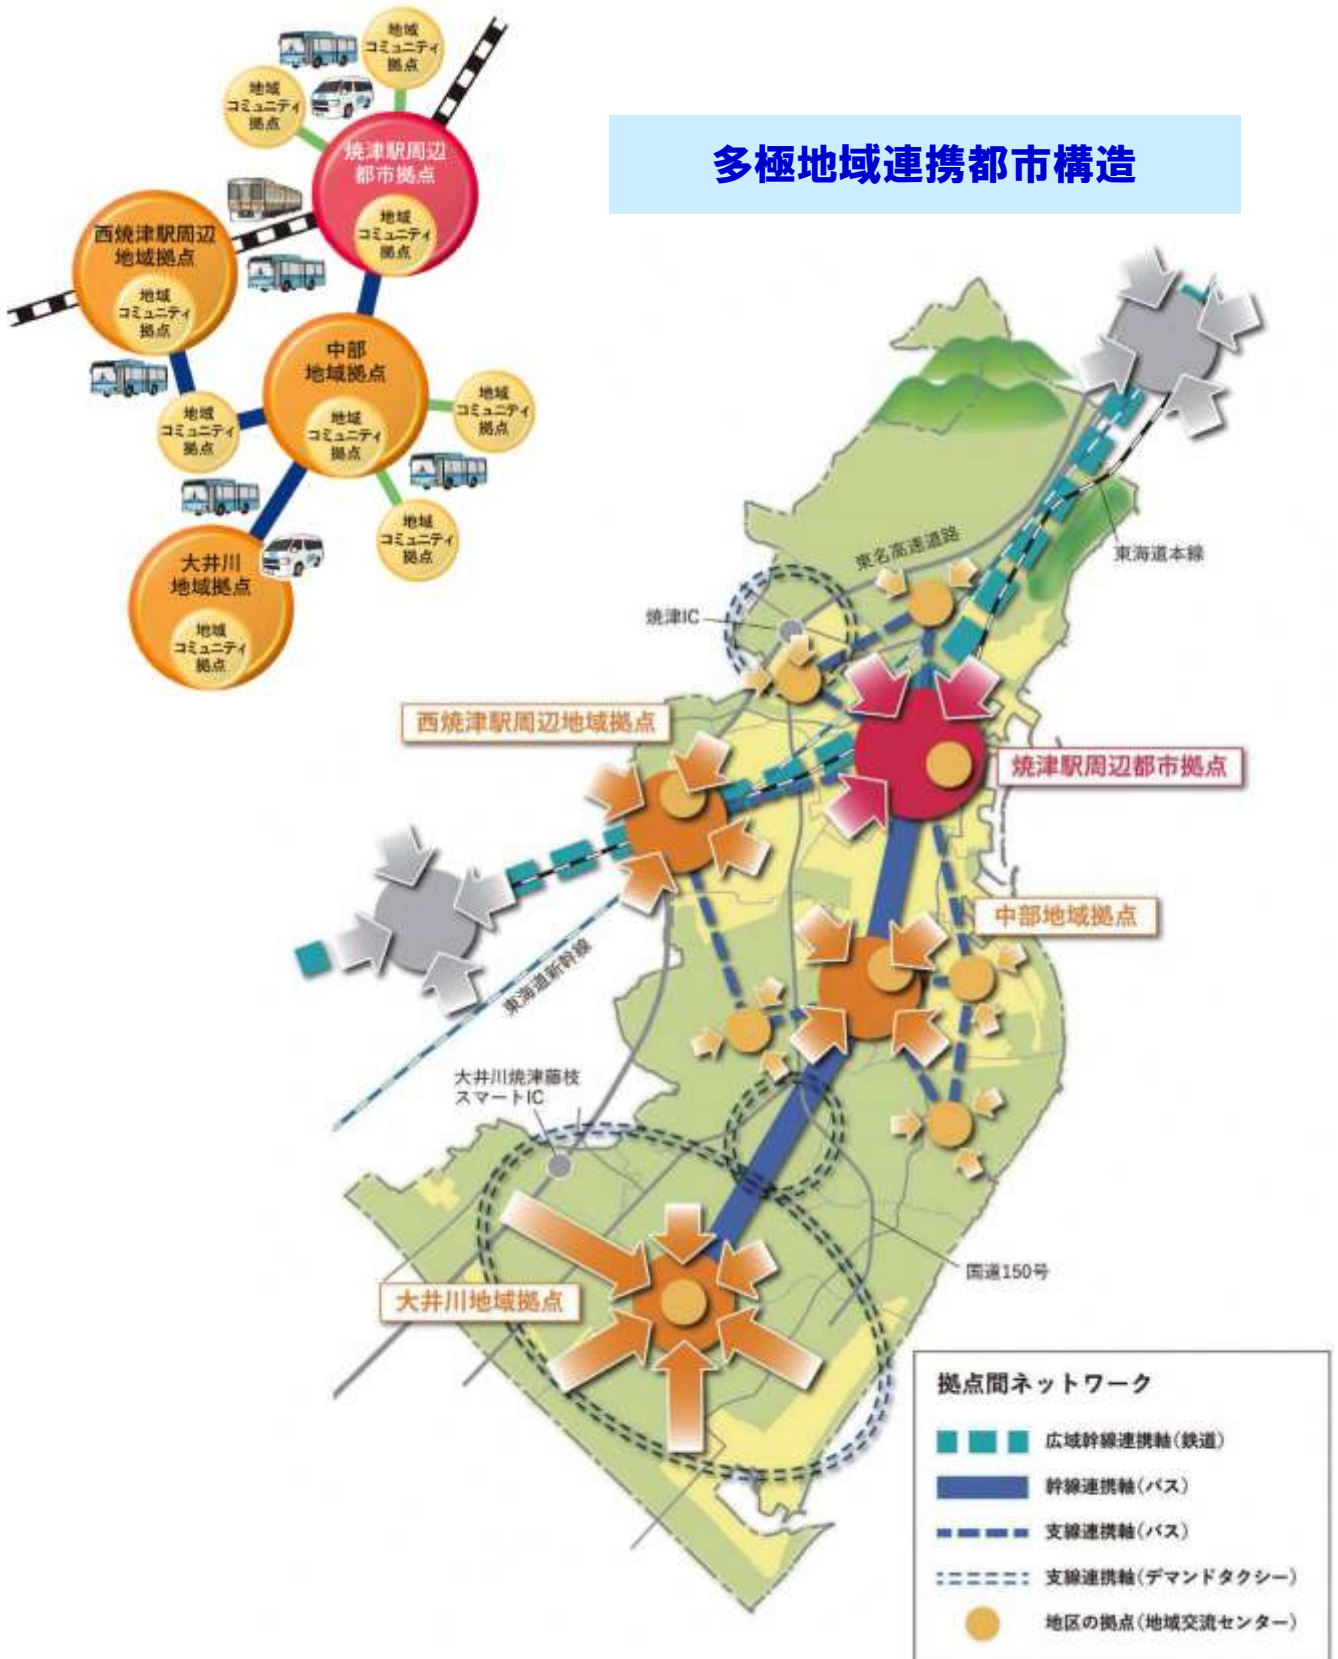 地域
コミュニティ
拠点
地域
コミュニティ
拠点
焼津駅周辺
都市拠点
地域
コミュニティ
拠点
西焼津駅周辺
地域拠点
地域
コミュニティ
拠点
中部
地域拠点
地域
コミュニティ
拠点
地域
コミュニティ
拠点
地域
コミュニティ
拠点
地域
コミュニティ
拠点
大井川
地域拠点
地域
コミュニティ
拠点
多極地域連携都市構造
東名高速道路
東海道本線
焼津IC
西焼津駅周辺地域拠点
焼津駅周辺都市拠点
中部地域拠点
東海道新幹線
大井川焼津藤枝
スマートIC
国道150号
大井川地域拠点
拠点間ネットワーク
広域幹線連携軸(鉄道)
幹線連携軸(バス)
支線連携軸(バス)
支線連携軸(デマンドタクシー)
地区の拠点(地域交流センター)